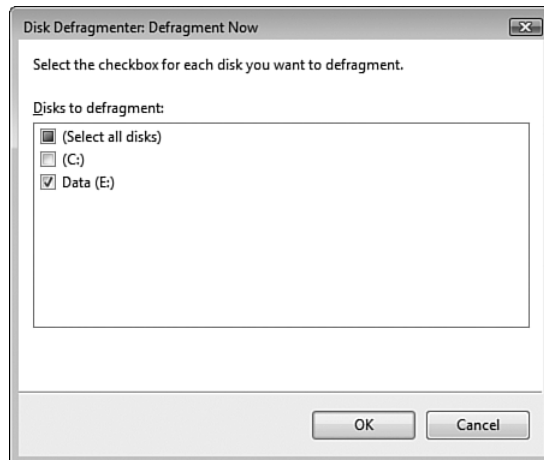 Disk Defragmenter: Defragment Now
Select the checkbox for each disk you want to defragment.
Disks to defragment:
(Select all disks)
(C:)
Data (E:)
OK
Cancel